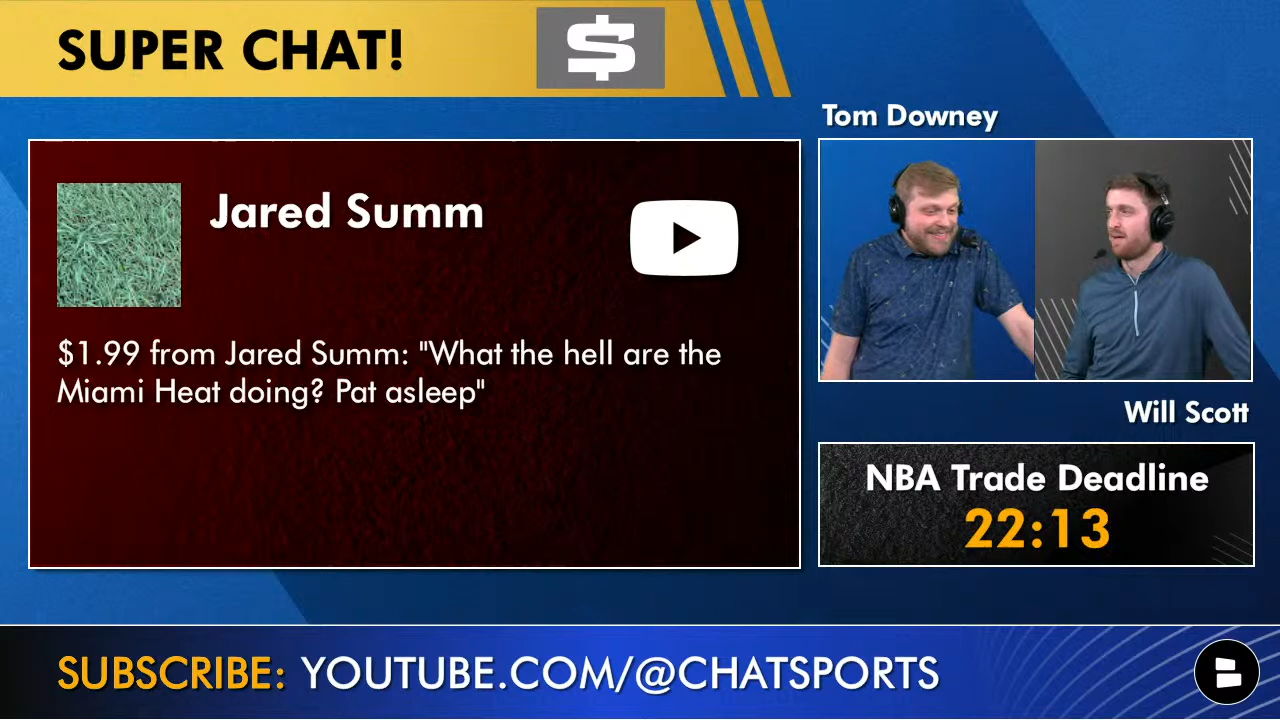 SUPER CHAT!
$
Tom Downey
Jared Summ
$1.99 from Jared Summ: "What the hell are the
Miami Heat doing? Pat asleep"
Will Scott
NBA Trade Deadline
22:13
SUBSCRIBE: YOUTUBE.COM/@CHATSPORTS